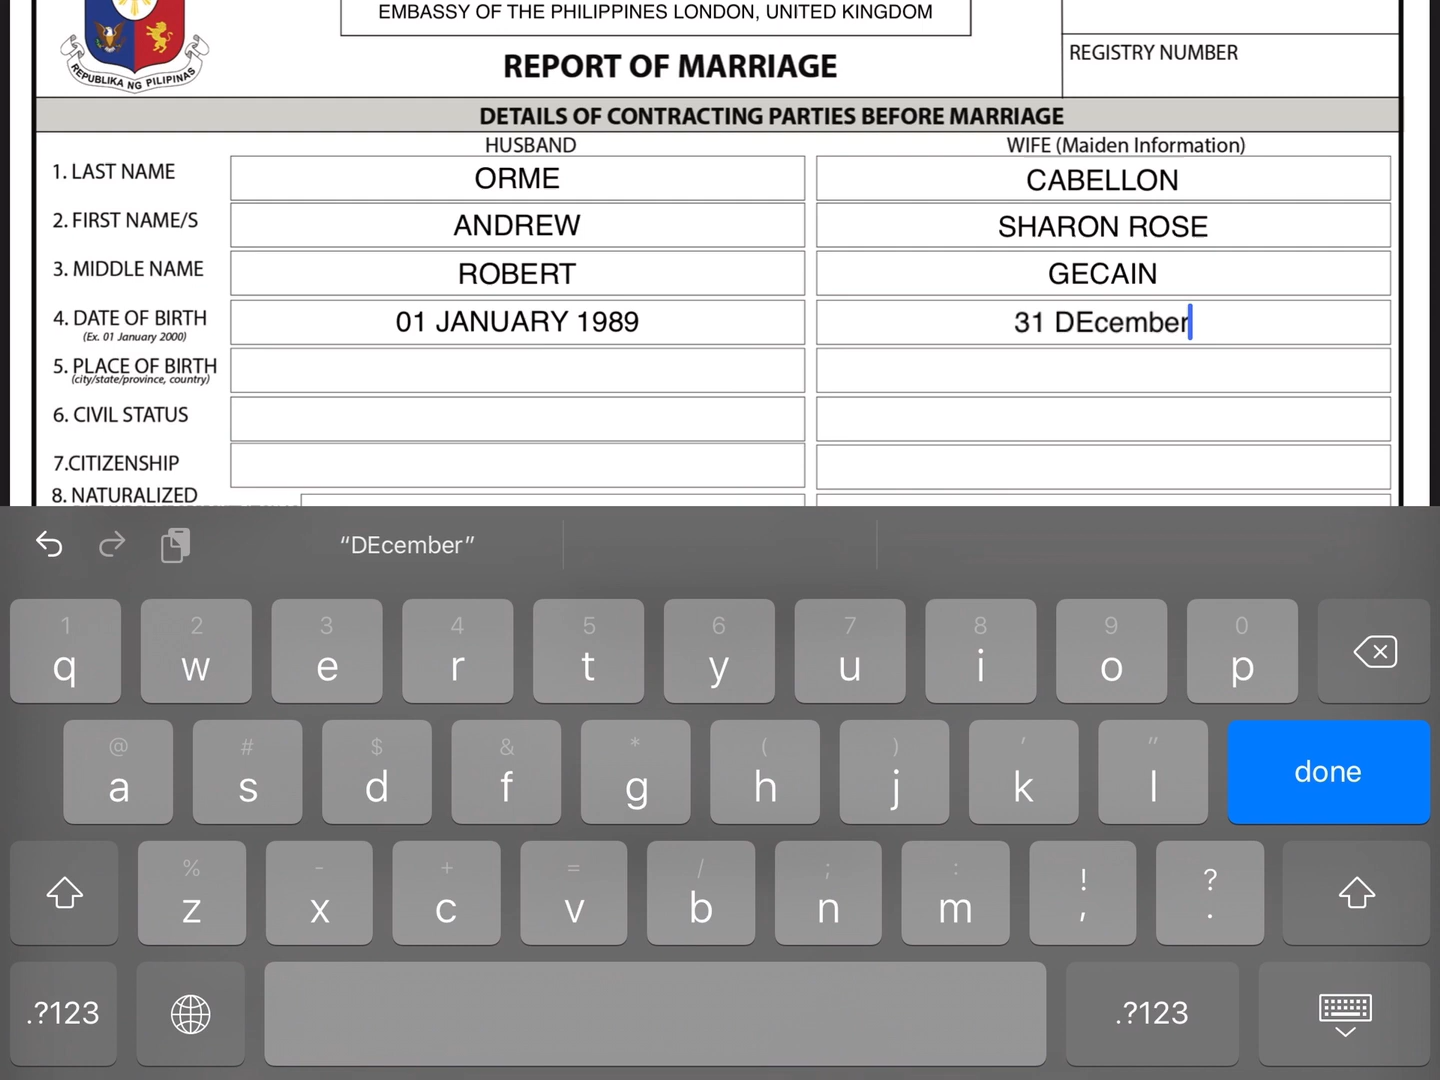 EMBASSY OF THE PHILIPPINES LONDON, UNITED KINGDOM
REPUBLIKA NG PILIPINAS
REPORT OF MARRIAGE
REGISTRY NUMBER
DETAILS OF CONTRACTING PARTIES BEFORE MARRIAGE
HUSBAND WIFE (Maiden Information)
1. LAST NAME ORME CABELLON
2. FIRST NAME/S ANDREW SHARON ROSE
3. MIDDLE NAME ROBERT GECAIN
4. DATE OF BIRTH 01 JANUARY 1989 31 DEcember
(Ex. 01 January 2000)
5. PLACE OF BIRTH
(city/state/province, country)
6. CIVIL STATUS
7.CITIZENSHIP
8. NATURALIZED
“DEcember”
1 2 3 4 5 6 7 8 9 0
q w e r t y u i o p
@ # $ & * ( ) ' "
a s d f g h j k l done
% - + = / ; : ! ?
z x c v b n m , .
.?123 .?123